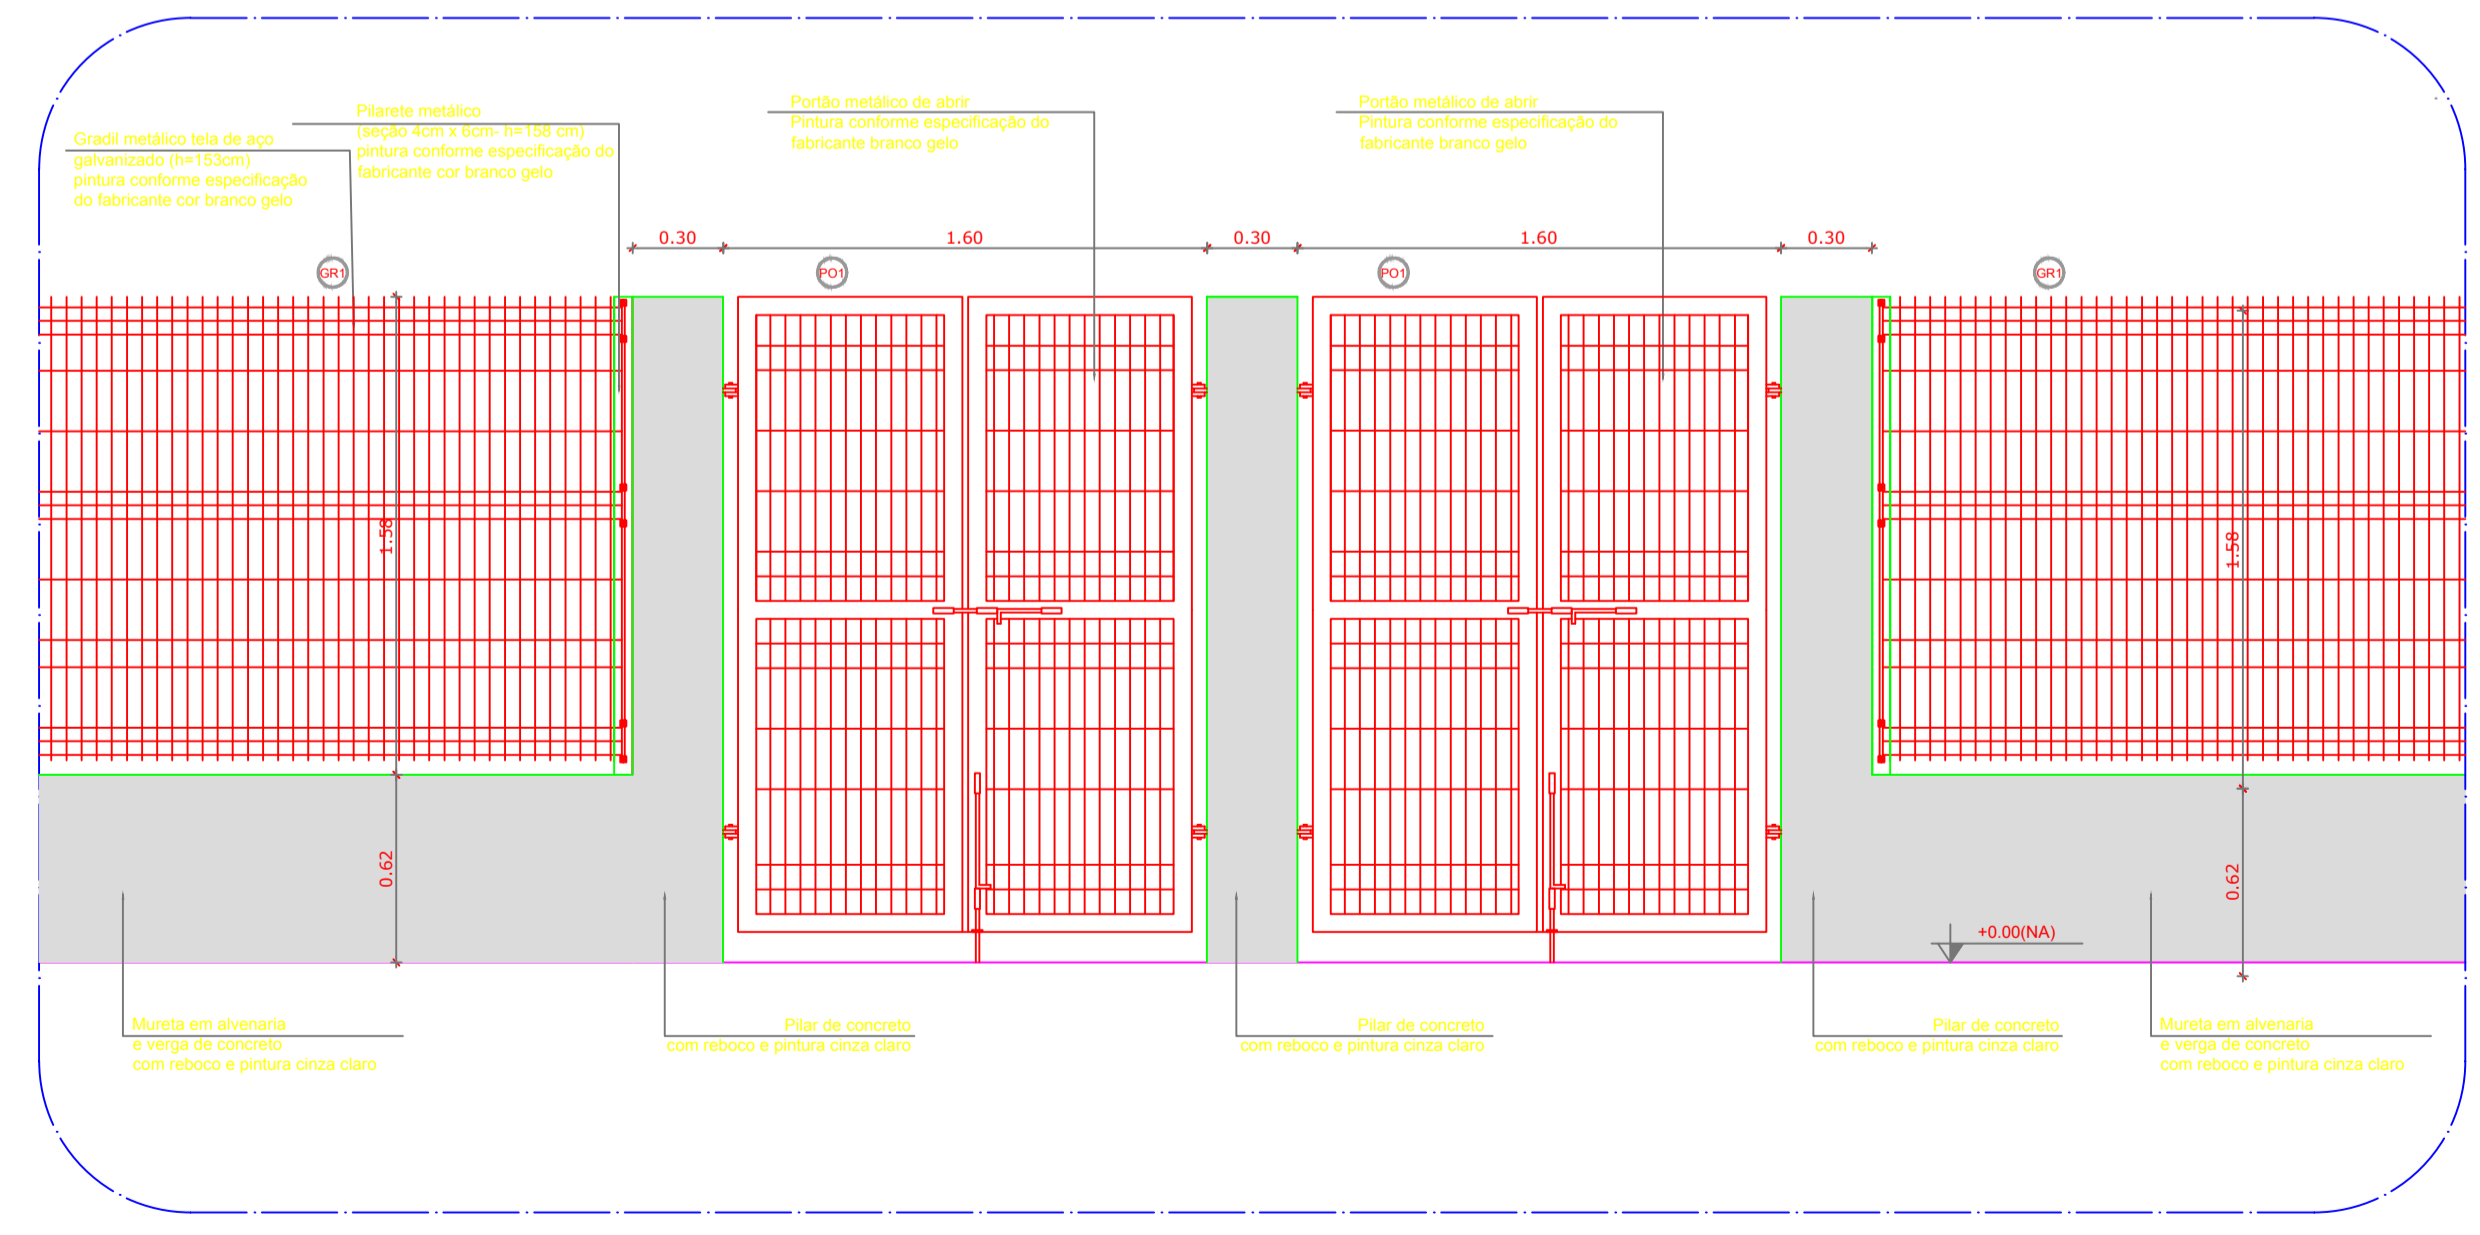 Pilarete metálico
(seção 4cm x 6cm- h=158 cm)
pintura conforme especificação do
fabricante cor branco gelo
Gradil metálico tela de aço
galvanizado (h=153cm)
pintura conforme especificação
do fabricante cor branco gelo
Portão metálico de abrir
Pintura conforme especificação do
fabricante branco gelo
Portão metálico de abrir
Pintura conforme especificação do
fabricante branco gelo
0.30
1.60
0.30
1.60
0.30
GR1
PO1
PO1
GR1
1.58
1.58
0.62
0.62
+0.00(NA)
Mureta em alvenaria
e verga de concreto
com reboco e pintura cinza claro
Pilar de concreto
com reboco e pintura cinza claro
Pilar de concreto
com reboco e pintura cinza claro
Pilar de concreto
com reboco e pintura cinza claro
Mureta em alvenaria
e verga de concreto
com reboco e pintura cinza claro